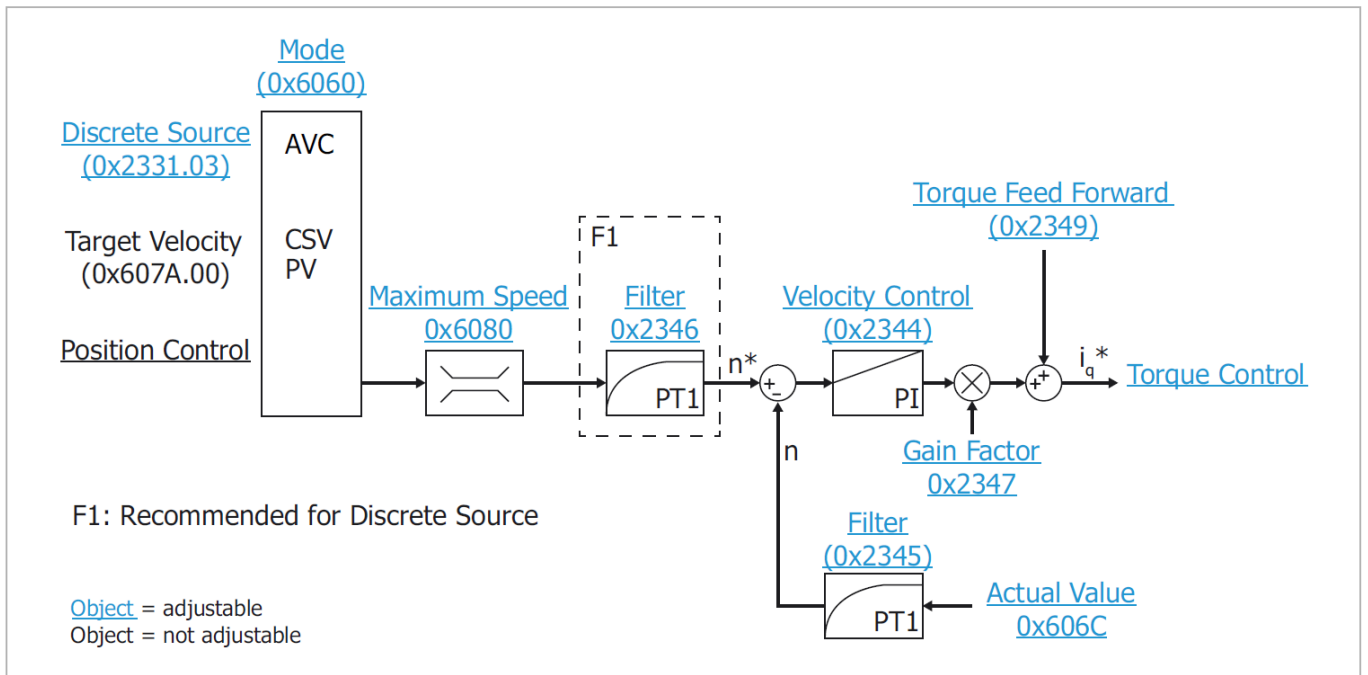 Mode
(0x6060)
Discrete Source
(0x2331.03)
AVC
Target Velocity
(0x607A.00)
CSV
PV
Position Control
Maximum Speed
0x6080
F1
Filter
0x2346
PT1
n*
+
-
n
Velocity Control
(0x2344)
PI
Gain Factor
0x2347
Torque Feed Forward
(0x2349)
++
iq*
Torque Control
Filter
(0x2345)
PT1
Actual Value
0x606C
F1: Recommended for Discrete Source
Object = adjustable
Object = not adjustable